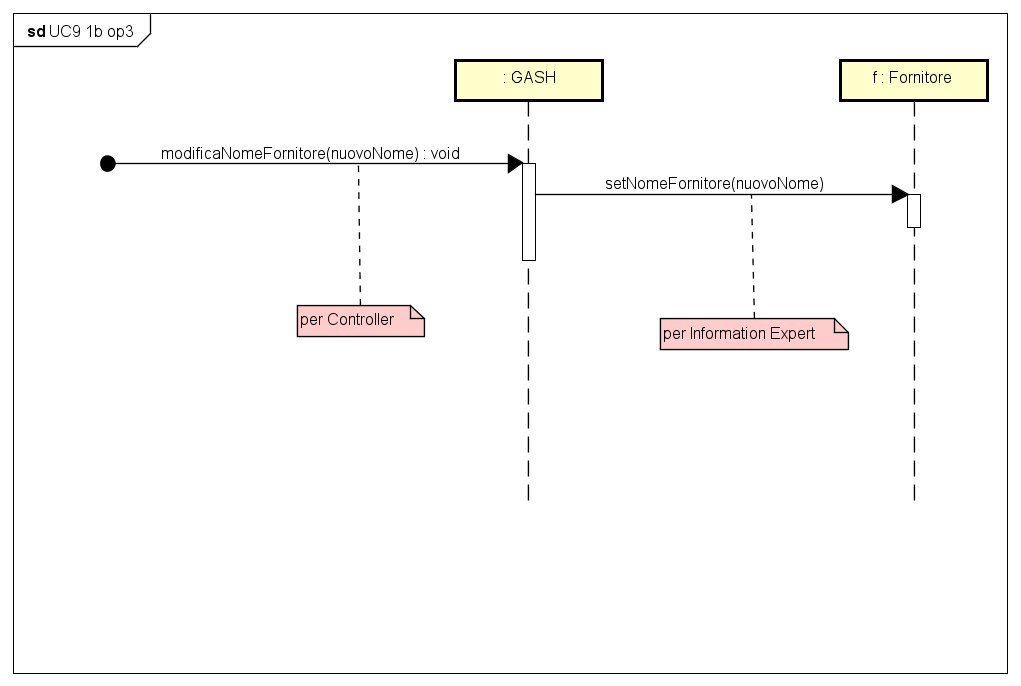 sd UC9 1b op3
: GASH
f : Fornitore
modificaNomeFornitore(nuovoNome) : void
setNomeFornitore(nuovoNome)
per Controller
per Information Expert